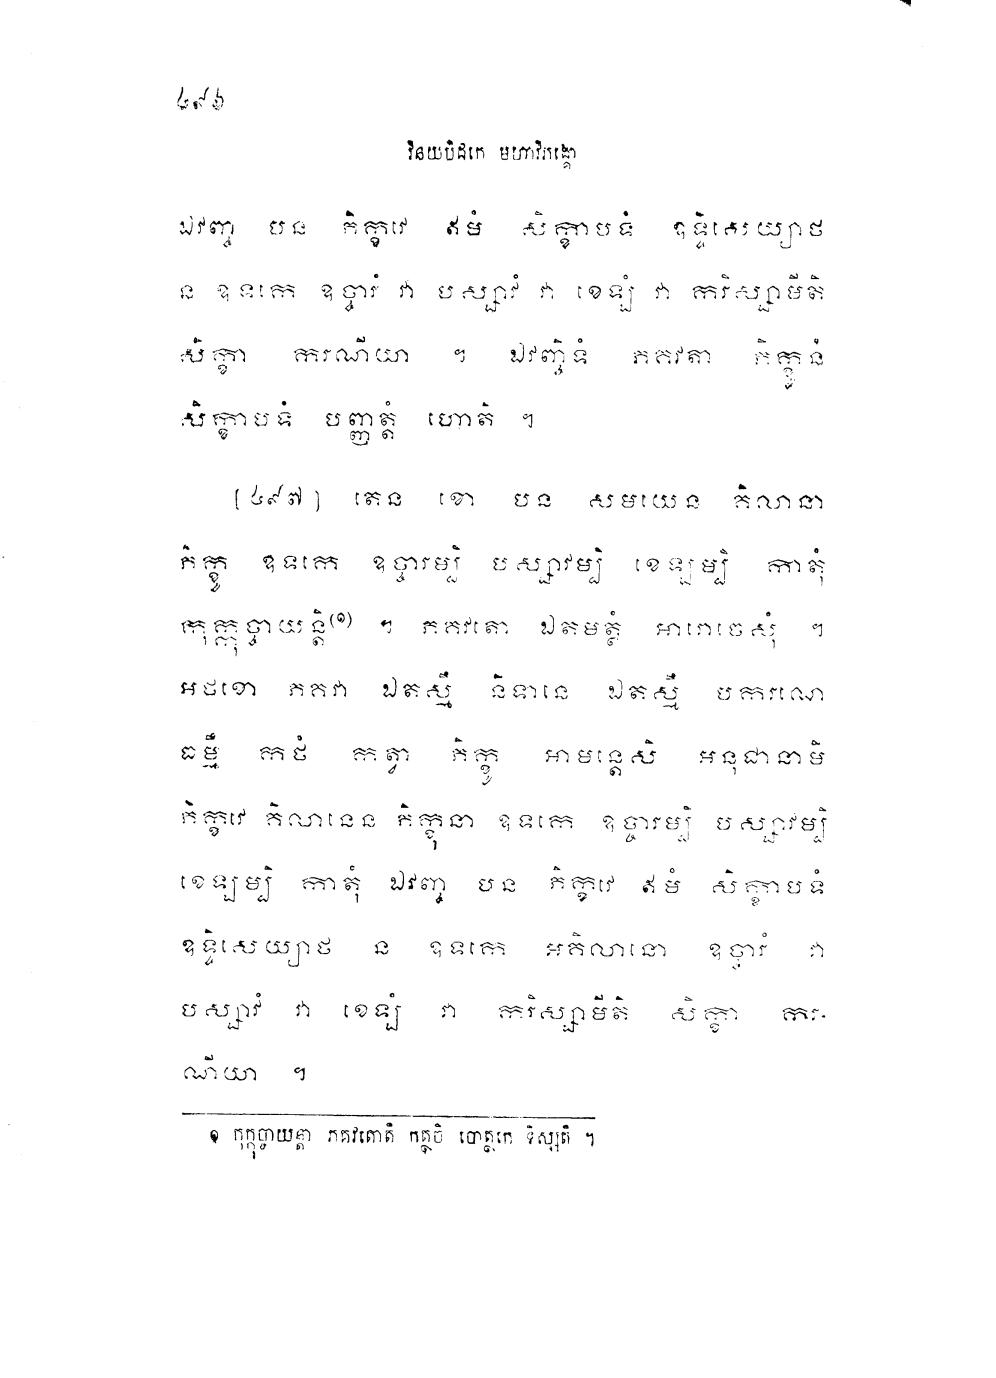 ៤៩៦
វិនយបិដកេ មហាវិភង្គោ
ឯវញ្ច បន ភិក្ខវេ ឥមំ សិក្ខាបទំ ឧទ្ទិសេយ្យាថ
ន ឧទកេ ឧច្ចារំ វា បស្សាវំ វា ខេឡំ វា ករិស្សាមីតិ
សិក្ខា ករណីយា ។ ឯវញ្ចិទំ ភគវតា ភិក្ខូនំ
សិក្ខាបទំ បញ្ញត្តំ ហោតិ ។
[៤៩៧] តេន ខោ បន សមយេន គិលានា
ភិក្ខូ ឧទកេ ឧច្ចារម្បិ បស្សាវម្បិ ខេឡម្បិ កាតុំ
កុក្កុច្ចាយន្តិ(១) ។ ភគវតោ ឯតមត្ថំ អារោចេសុំ ។
អថខោ ភគវា ឯតស្មឹ និទានេ ឯតស្មឹ បករណេ
ធម្មឹ កថំ កត្វា ភិក្ខូ អាមន្តេសិ អនុជានាមិ
ភិក្ខវេ គិលានេន ភិក្ខុនា ឧទកេ ឧច្ចារម្បិ បស្សាវម្បិ
ខេឡម្បិ កាតុំ ឯវញ្ច បន ភិក្ខវេ ឥមំ សិក្ខាបទំ
ឧទ្ទិសេយ្យាថ ន ឧទកេ អគិលានោ ឧច្ចារំ វា
បស្សាវំ វា ខេឡំ វា ករិស្សាមីតិ សិក្ខា ករ-
ណីយា ។
១ កុក្កុច្ចាយន្តា ភគវតោតិ កត្ថចិ បោត្ថកេ ទិស្សតិ ។